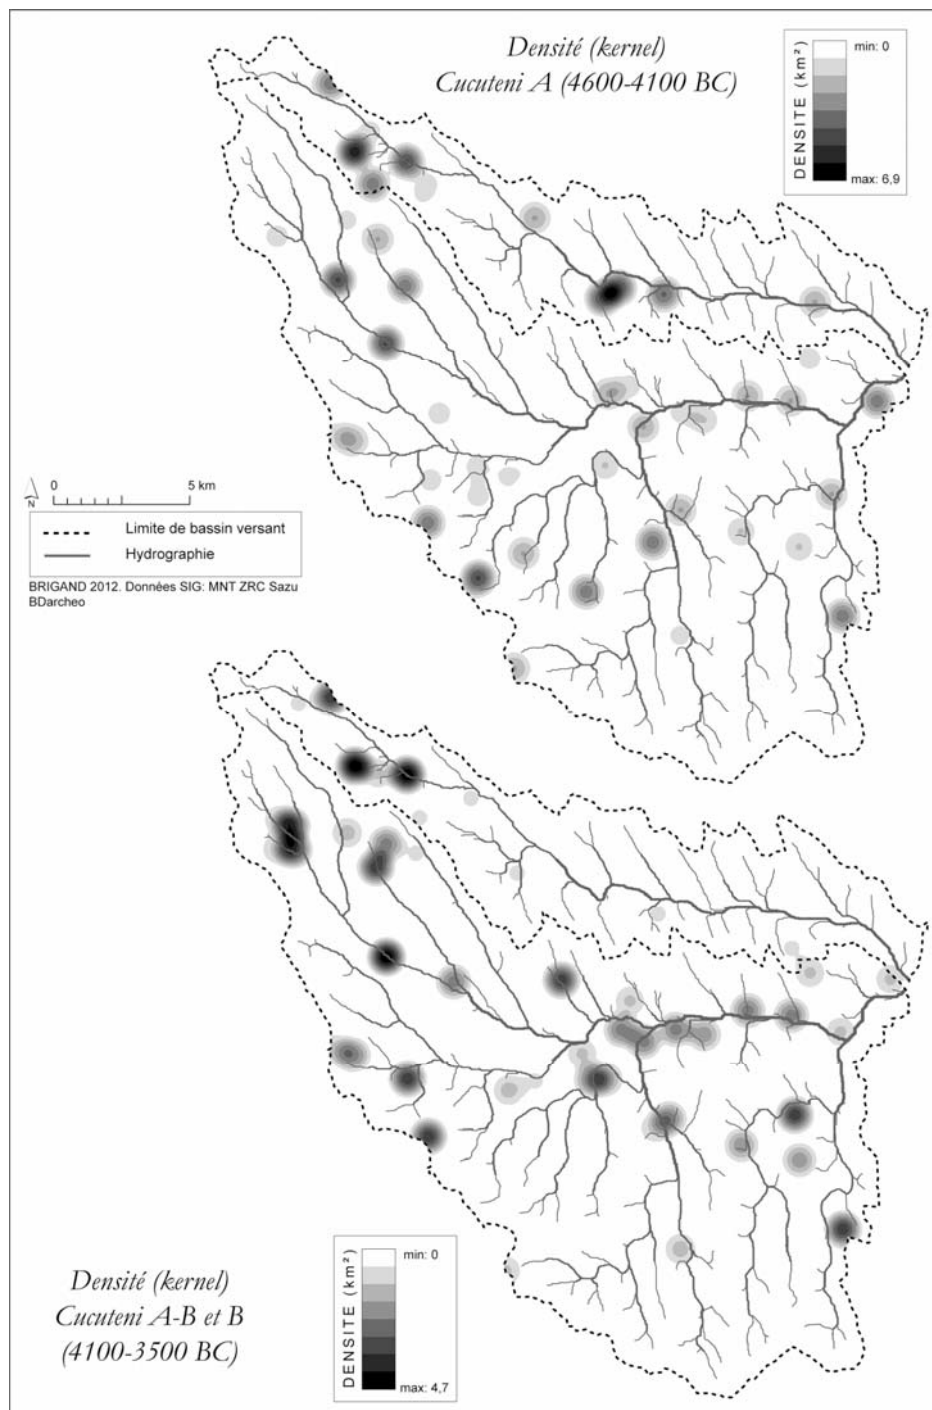 Densité (kernel)
Cucuteni A (4600-4100 BC)
DENSITE (km²)
min: 0
max: 6,9
N
0 5 km
Limite de bassin versant
Hydrographie
BRIGAND 2012. Données SIG: MNT ZRC Sazu
BDarcheo
Densité (kernel)
Cucuteni A-B et B
(4100-3500 BC)
DENSITÉ (km²)
min: 0
max: 4,7